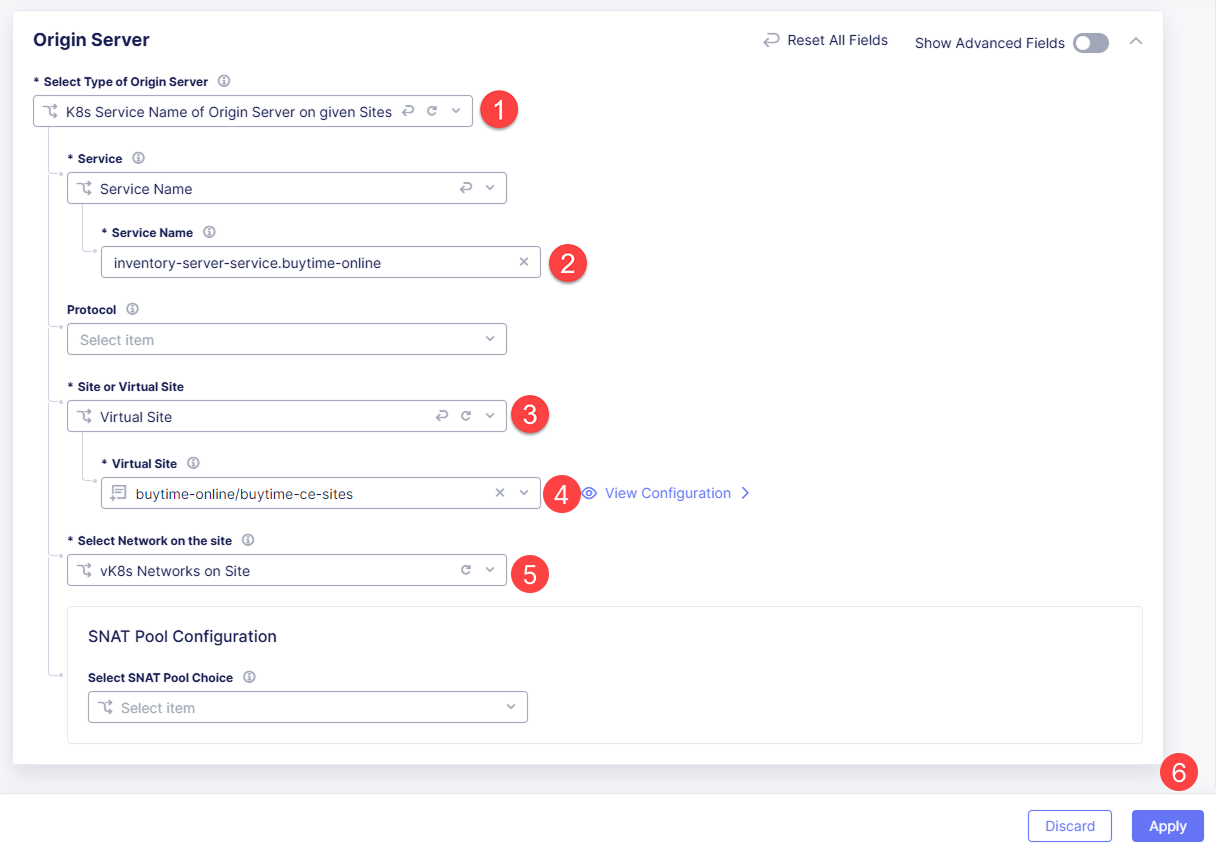 Origin Server
Reset All Fields
Show Advanced Fields
* Select Type of Origin Server
K8s Service Name of Origin Server on given Sites
1
* Service
Service Name
* Service Name
inventory-server-service.buytime-online
2
Protocol
Select item
* Site or Virtual Site
Virtual Site
3
* Virtual Site
buytime-online/buytime-ce-sites
4
View Configuration
* Select Network on the site
vK8s Networks on Site
5
SNAT Pool Configuration
Select SNAT Pool Choice
Select item
6
Discard
Apply